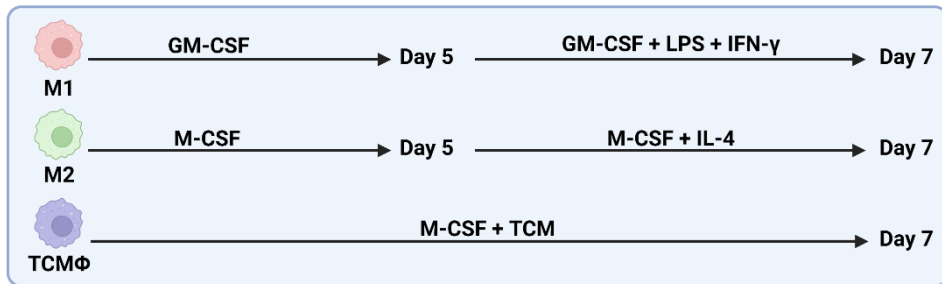 GM-CSF
Day 5
GM-CSF + LPS + IFN-γ
Day 7
M1
M-CSF
Day 5
M-CSF + IL-4
Day 7
M2
M-CSF + TCM
Day 7
TCMΦ